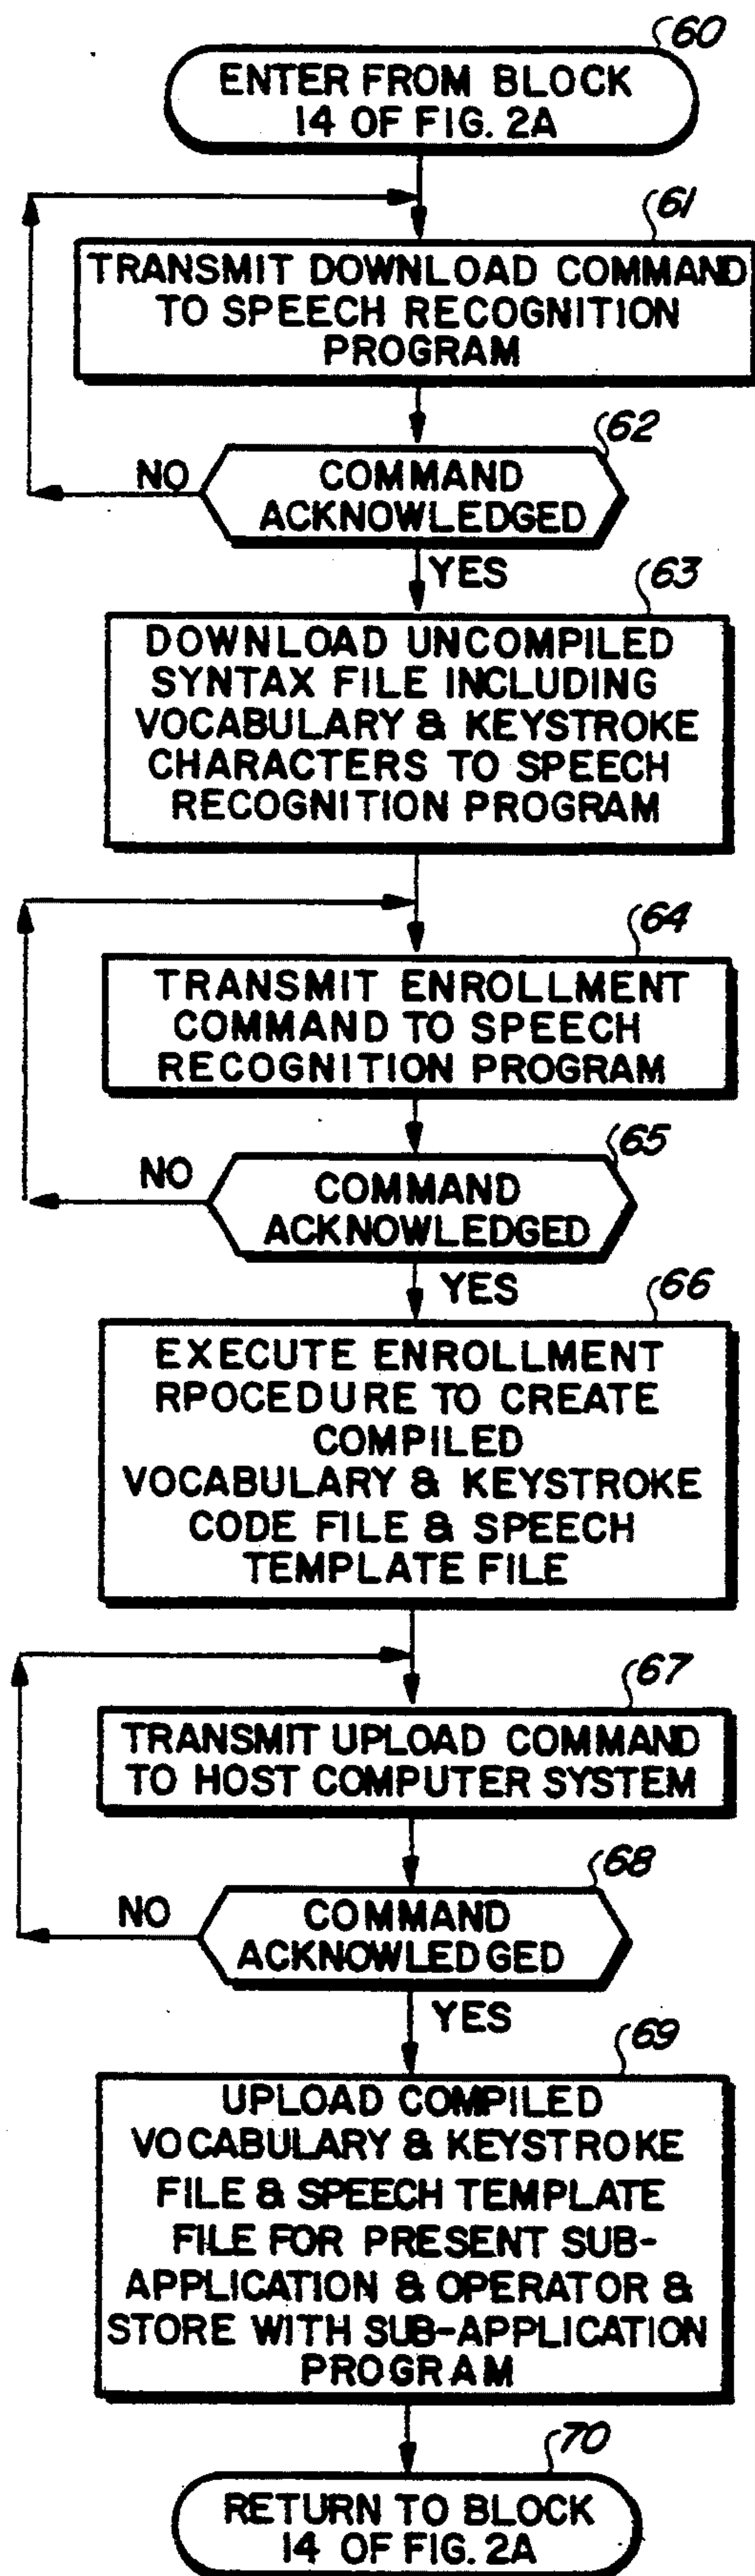 60
ENTER FROM BLOCK
14 OF FIG. 2A
61
TRANSMIT DOWNLOAD COMMAND
TO SPEECH RECOGNITION
PROGRAM
62
NO
COMMAND
ACKNOWLEDGED
YES
63
DOWNLOAD UNCOMPILED
SYNTAX FILE INCLUDING
VOCABULARY & KEYSTROKE
CHARACTERS TO SPEECH
RECOGNITION PROGRAM
64
TRANSMIT ENROLLMENT
COMMAND TO SPEECH
RECOGNITION PROGRAM
65
NO
COMMAND
ACKNOWLEDGED
YES
66
EXECUTE ENROLLMENT
RPOCEDURE TO CREATE
COMPILED
VOCABULARY & KEYSTROKE
CODE FILE & SPEECH
TEMPLATE FILE
67
TRANSMIT UPLOAD COMMAND
TO HOST COMPUTER SYSTEM
68
NO
COMMAND
ACKNOWLEDGED
YES
69
UPLOAD COMPILED
VOCABULARY & KEYSTROKE
FILE & SPEECH TEMPLATE
FILE FOR PRESENT SUB-
APPLICATION & OPERATOR &
STORE WITH SUB-APPLICATION
PROGRAM
70
RETURN TO BLOCK
14 OF FIG. 2A